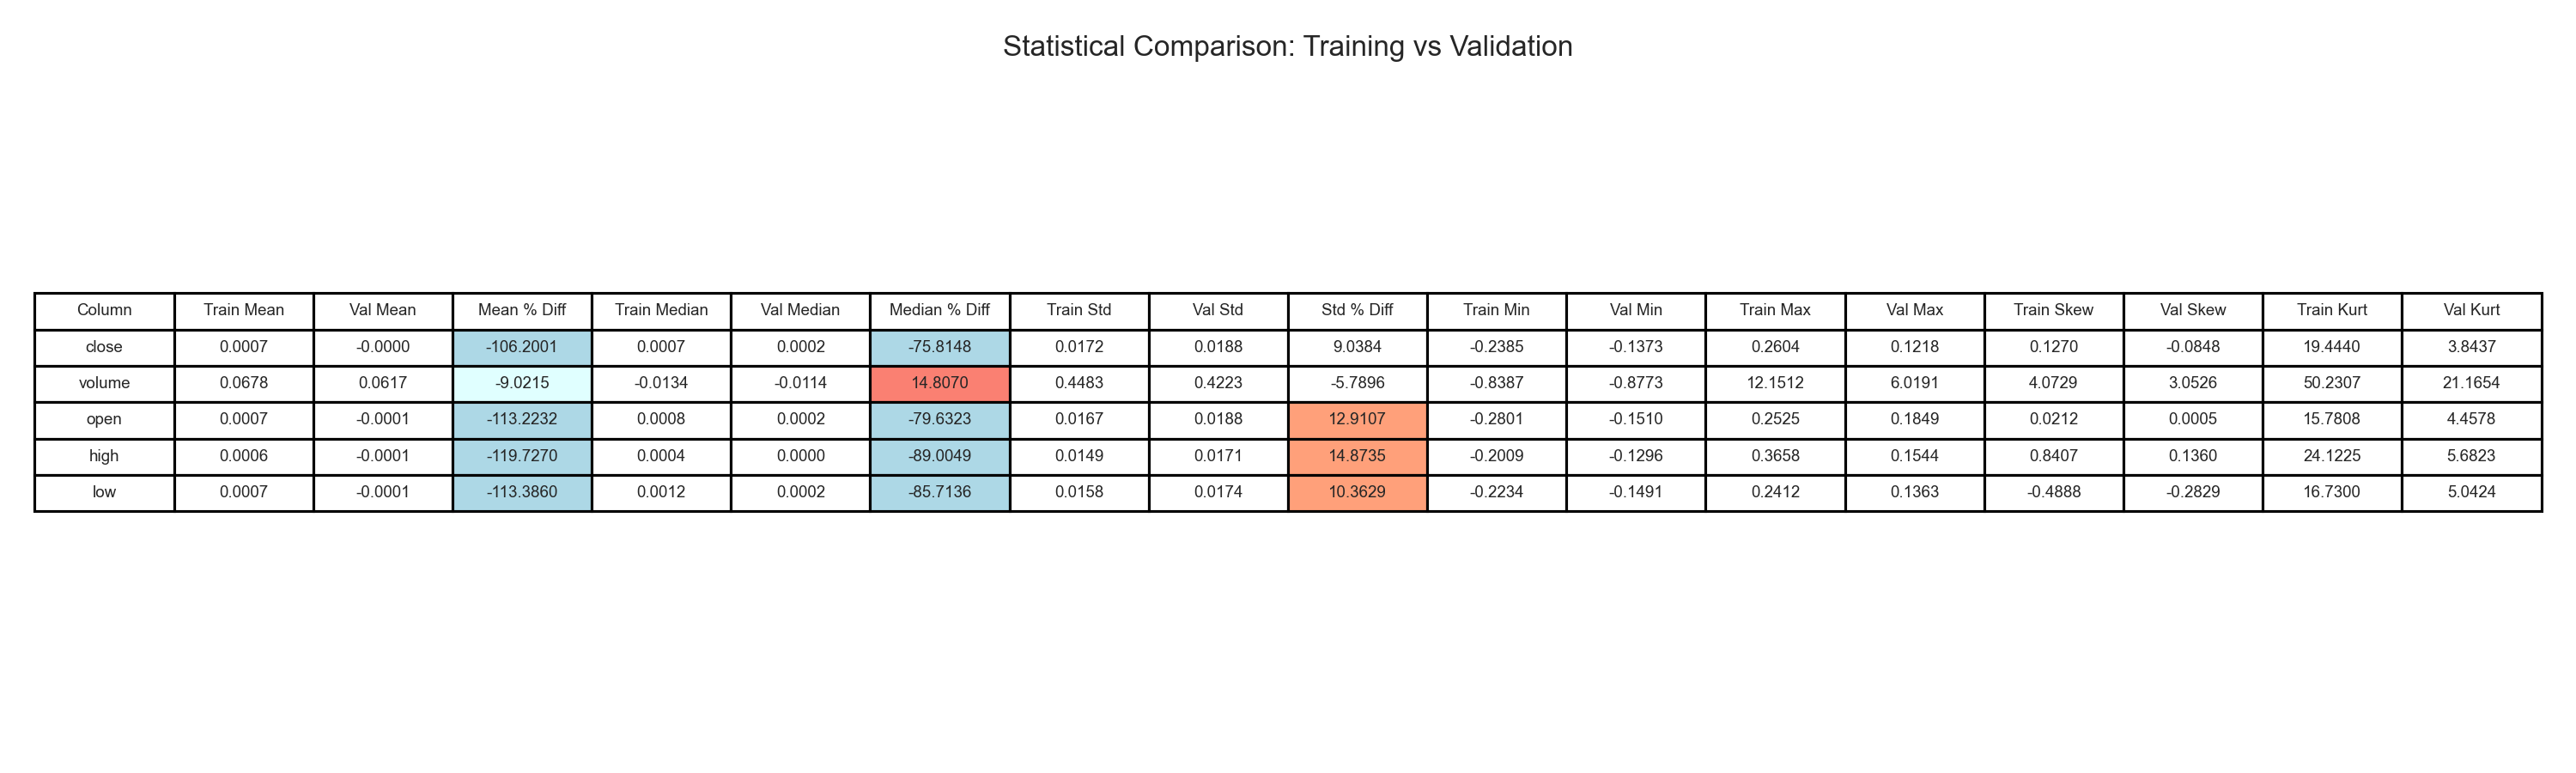 Statistical Comparison: Training vs Validation
Column Train Mean Val Mean Mean % Diff Train Median Val Median Median % Diff Train Std Val Std Std % Diff Train Min Val Min Train Max Val Max Train Skew Val Skew Train Kurt Val Kurt
close 0.0007 -0.0000 -106.2001 0.0007 0.0002 -75.8148 0.0172 0.0188 9.0384 -0.2385 -0.1373 0.2604 0.1218 0.1270 -0.0848 19.4440 3.8437
volume 0.0678 0.0617 -9.0215 -0.0134 -0.0114 14.8070 0.4483 0.4223 -5.7896 -0.8387 -0.8773 12.1512 6.0191 4.0729 3.0526 50.2307 21.1654
open 0.0007 -0.0001 -113.2232 0.0008 0.0002 -79.6323 0.0167 0.0188 12.9107 -0.2801 -0.1510 0.2525 0.1849 0.0212 0.0005 15.7808 4.4578
high 0.0006 -0.0001 -119.7270 0.0004 0.0000 -89.0049 0.0149 0.0171 14.8735 -0.2009 -0.1296 0.3658 0.1544 0.8407 0.1360 24.1225 5.6823
low 0.0007 -0.0001 -113.3860 0.0012 0.0002 -85.7136 0.0158 0.0174 10.3629 -0.2234 -0.1491 0.2412 0.1363 -0.4888 -0.2829 16.7300 5.0424